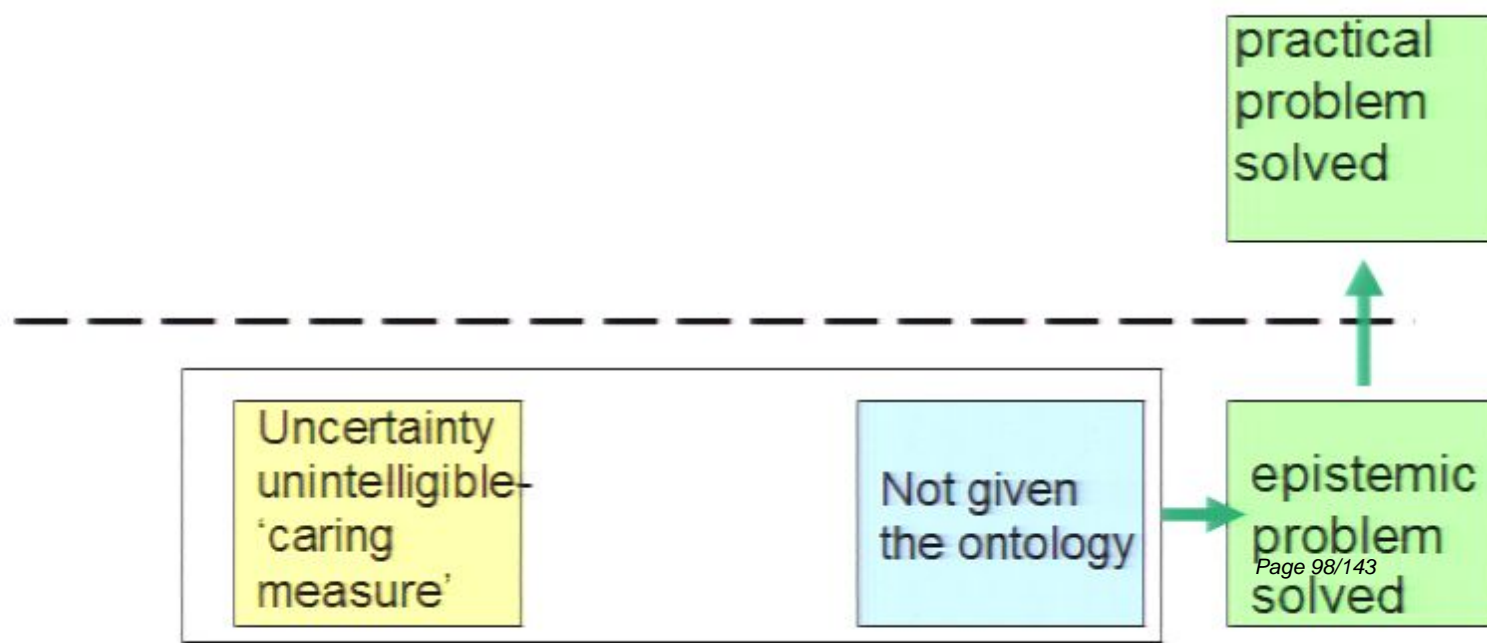 practical
problem
solved
Uncertainty
unintelligible-
‘caring
measure’
Not given
the ontology
epistemic
problem
Page 98/143
solved